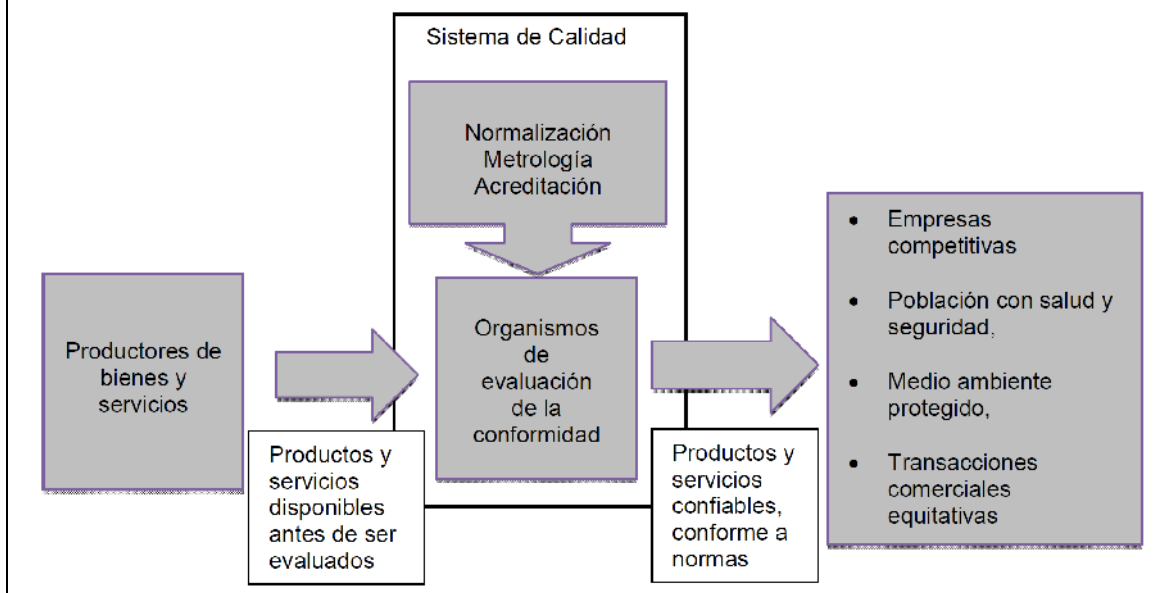 Sistema de Calidad
Normalización
Metrología
Acreditación
Productores de
bienes y
servicios
Productos y
servicios
disponibles
antes de ser
evaluados
Organismos
de
evaluación
de la
conformidad
Productos y
servicios
confiables,
conforme a
normas
• Empresas
competitivas
• Población con salud y
seguridad,
• Medio ambiente
protegido,
• Transacciones
comerciales
equitativas